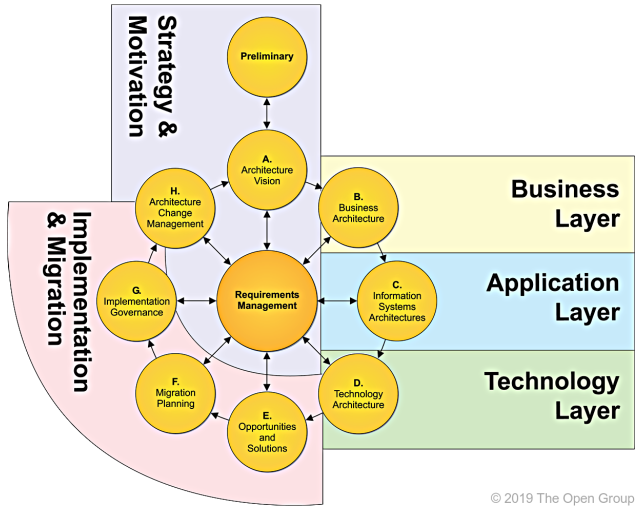 Strategy &
Motivation
Preliminary
A.
Architecture
Vision
H.
Architecture
Change
Management
B.
Business
Architecture
Business
Layer
Implementation
& Migration
G.
Implementation
Governance
Requirements
Management
C.
Information
Systems
Architectures
Application
Layer
F.
Migration
Planning
D.
Technology
Architecture
Technology
Layer
E.
Opportunities
and
Solutions
© 2019 The Open Group